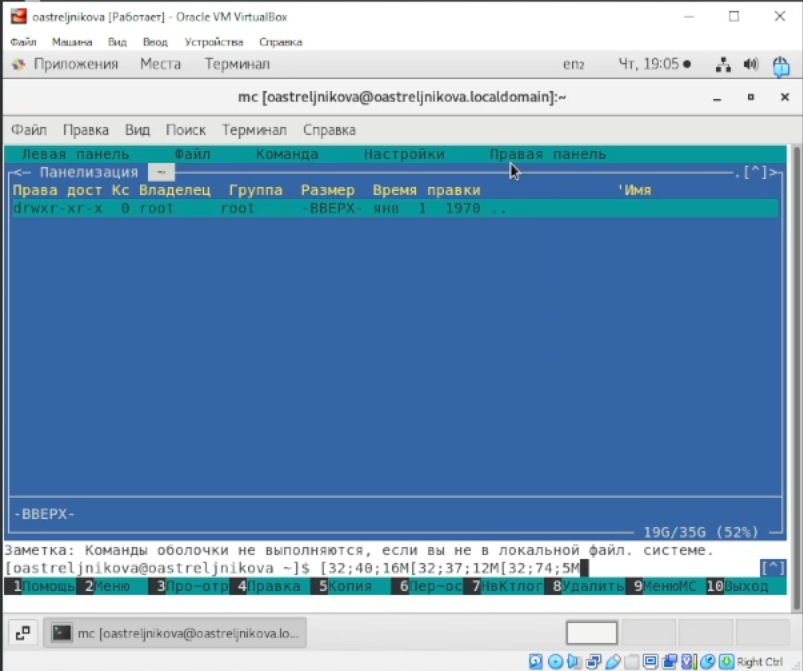 oastreljnikova [Работает] - Oracle VM VirtualBox
Файл Машина Вид Ввод Устройства Справка
Приложения Места Терминал en2 Чт, 19:05
mc [oastreljnikova@oastreljnikova.localdomain]:~
Файл Правка Вид Поиск Терминал Справка
Левая панель Файл Команда Настройки Правая панель
<— Панелизация ~ .[^]>
Права дост Кс Владелец Группа Размер Время правки 'Имя
drwxr-xr-x 0 root root -ВВЕРХ- янв 1 1970 ..
-ВВЕРХ-
19G/35G (52%)
Заметка: Команды оболочки не выполняются, если вы не в локальной файл. системе.
[oastreljnikova@oastreljnikova ~]$ [32;40;16M[32;37;12M[32;74;5M [^]
1Помощь 2Меню 3Про~отр 4Правка 5Копия 6Пер~ос 7НвКтлог 8Удалить 9МенюМС 10Выход
mc [oastreljnikova@oastreljnikova.lo...
Right Ctrl